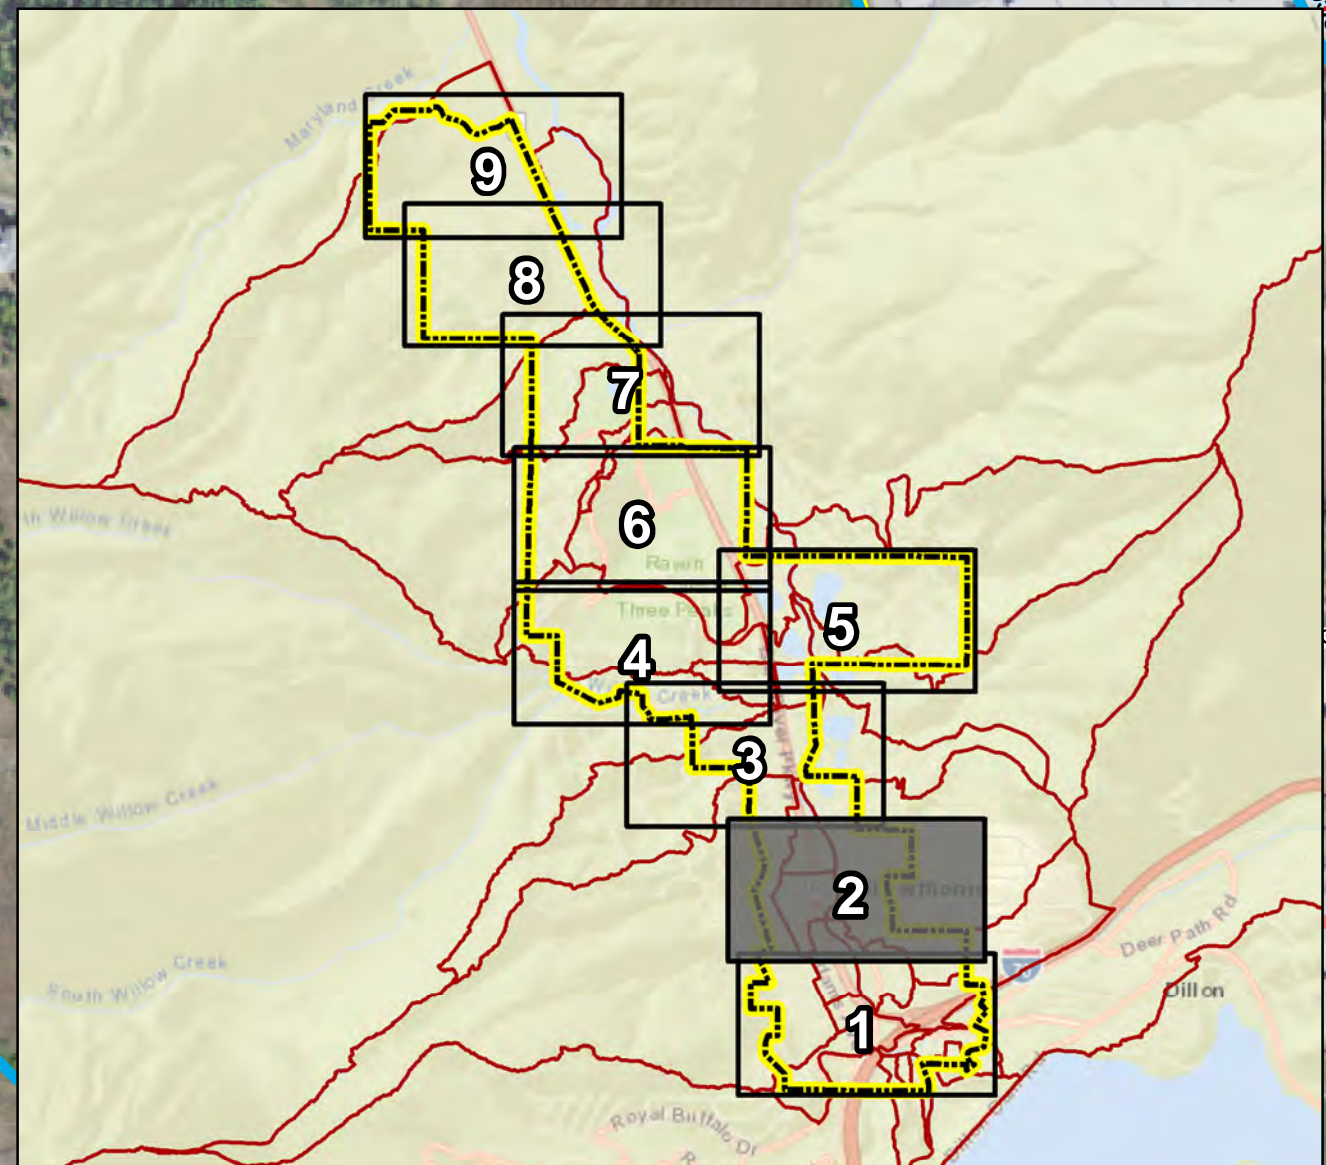 Maryland Creek
9
8
7
6
Willow Creek
Raven
Three Peaks
5
4
Creek
3
Middle Willow Creek
2
South Willow Creek
Deer Path Rd
Dillon
1
Royal Buffalo Dr